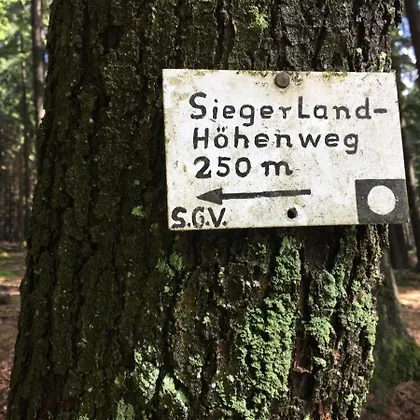 SiegerLand-
Höhenweg
250 m
S.G.V.